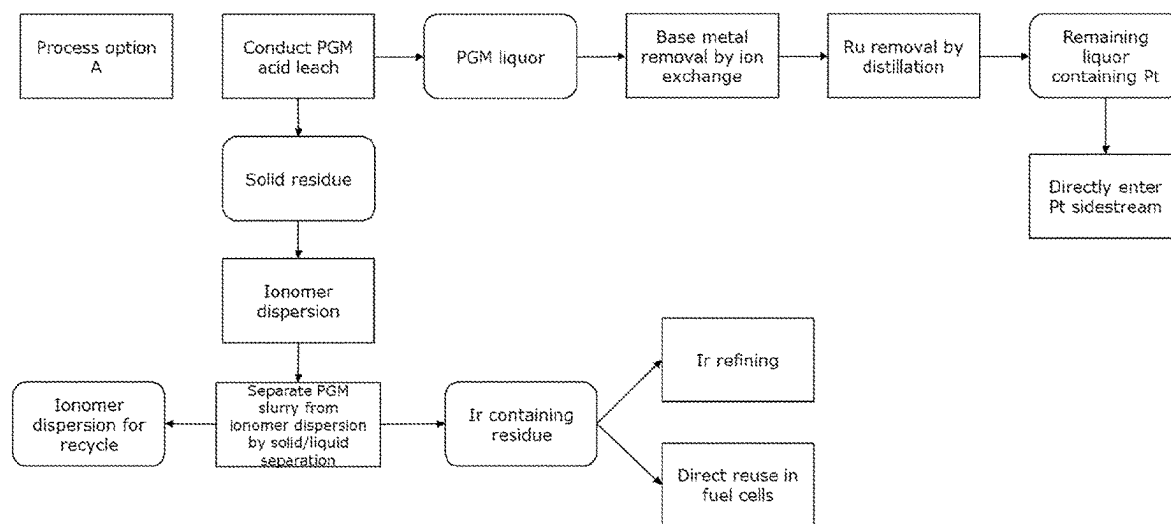 Process option
A
Conduct PGM
acid leach
PGM liquor
Base metal
removal by ion
exchange
Ru removal by
distillation
Remaining
liquor
containing Pt
Solid residue
Directly enter
Pt sidestream
Ionomer
dispersion
Ionomer
dispersion for
recycle
Separate PGM
slurry from
ionomer dispersion
by solid/liquid
separation
Ir containing
residue
Ir refining
Direct reuse in
fuel cells